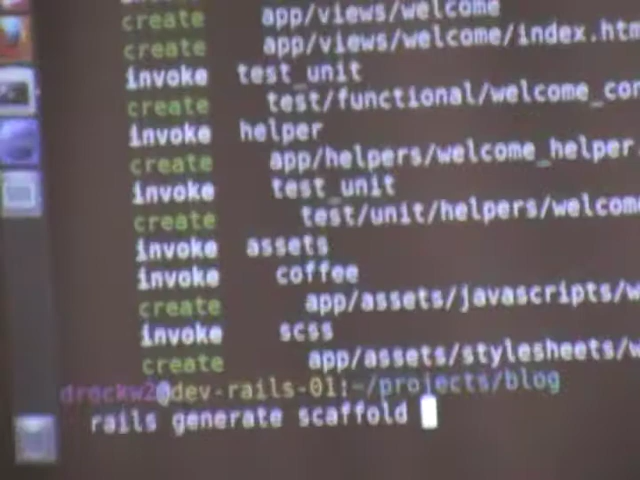 create app/views/welcome
create app/views/welcome/index.htm
invoke test_unit
create test/functional/welcome_con
invoke helper
create app/helpers/welcome_helper.
invoke test_unit
create test/unit/helpers/welcome
invoke assets
invoke coffee
create app/assets/javascripts/w
invoke scss
create app/assets/stylesheets/w
drockw2@dev-rails-01:~/projects/blog
rails generate scaffold